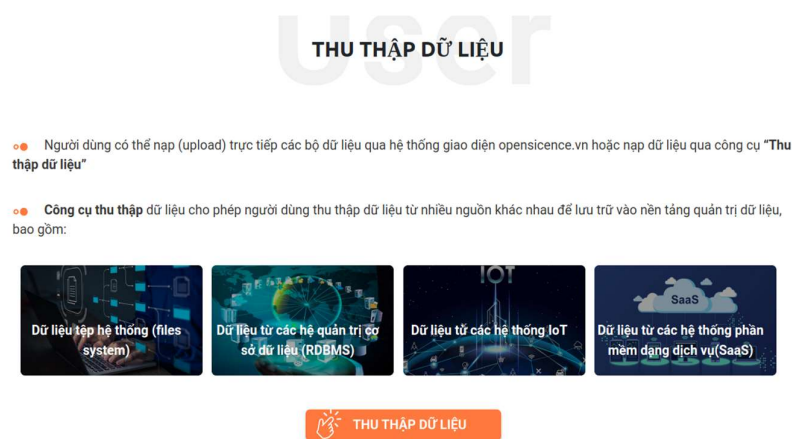 user
THU THẬP DỮ LIỆU
Người dùng có thể nạp (upload) trực tiếp các bộ dữ liệu qua hệ thống giao diện opensicence.vn hoặc nạp dữ liệu qua công cụ “Thu
thập dữ liệu”
Công cụ thu thập dữ liệu cho phép người dùng thu thập dữ liệu từ nhiều nguồn khác nhau để lưu trữ vào nền tảng quản trị dữ liệu,
bao gồm:
Dữ liệu tệp hệ thống (files
system)
Dữ liệu từ các hệ quản trị cơ
sở dữ liệu (RDBMS)
IOT
Dữ liệu từ các hệ thống IoT
SaaS
Dữ liệu từ các hệ thống phần
mềm dạng dịch vụ(SaaS)
THU THẬP DỮ LIỆU